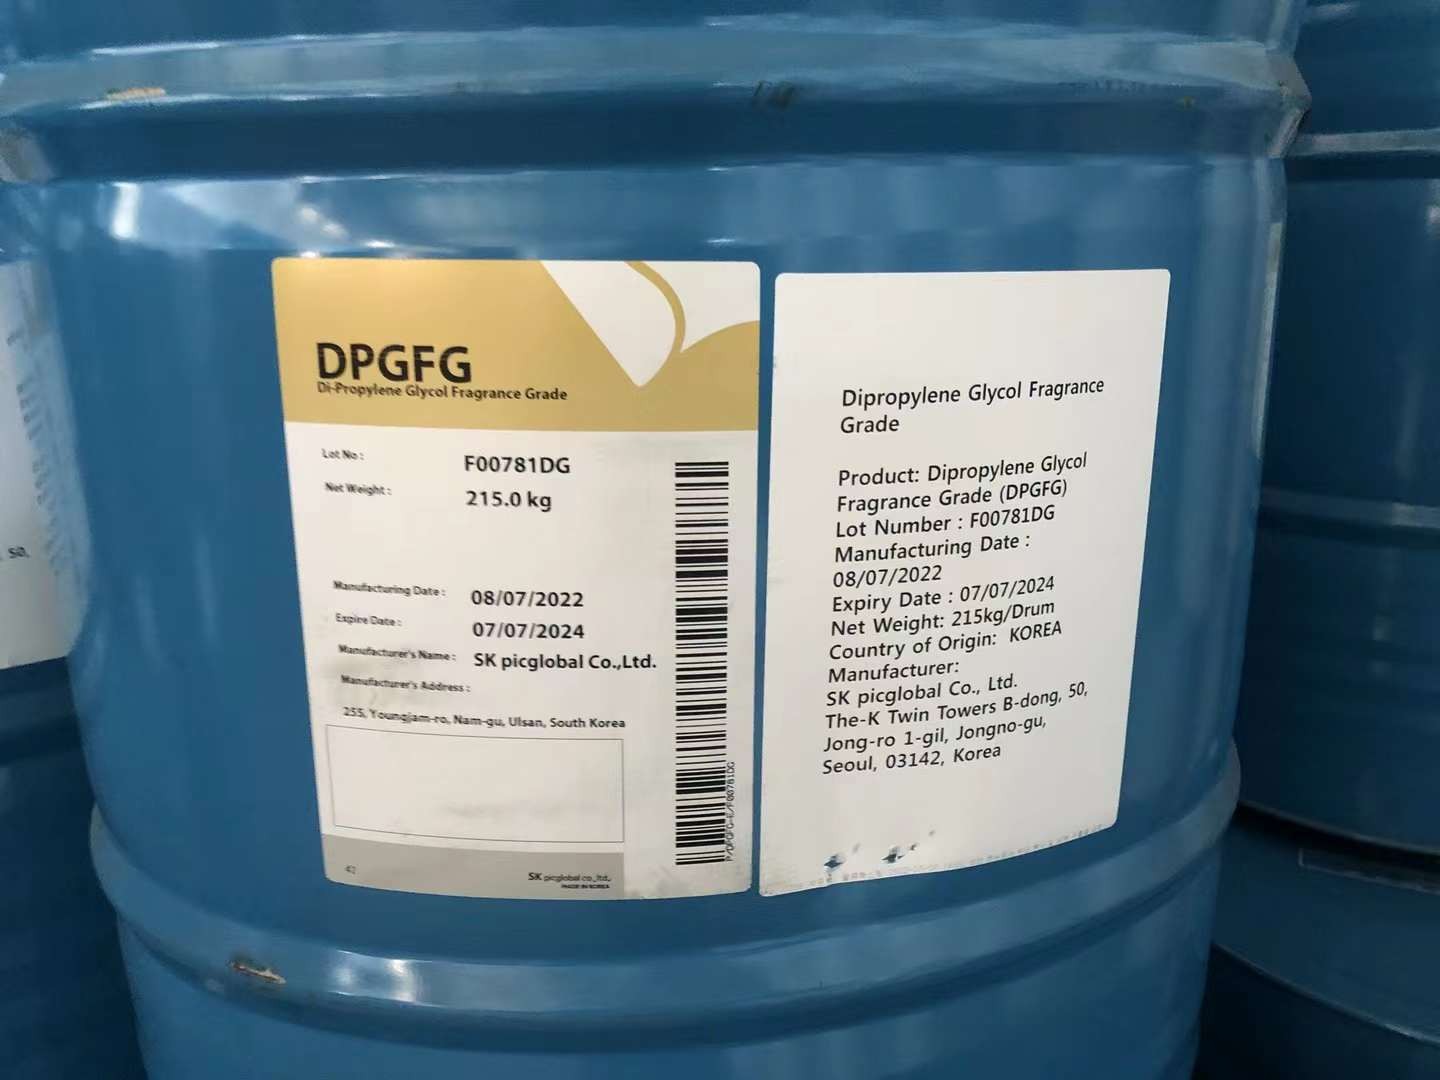 DPGFG
Di-Propylene Glycol Fragrance Grade
Lot No : F00781DG
Net Weight : 215.0 kg
Manufacturing Date : 08/07/2022
Expire Date : 07/07/2024
Manufacturer's Name : SK picglobal Co.,Ltd.
Manufacturer's Address :
255, Youngjam-ro, Nam-gu, Ulsan, South Korea
42
SK picglobal co.,ltd.
MADE IN KOREA
Dipropylene Glycol Fragrance
Grade
Product: Dipropylene Glycol
Fragrance Grade (DPGFG)
Lot Number : F00781DG
Manufacturing Date :
08/07/2022
Expiry Date : 07/07/2024
Net Weight: 215kg/Drum
Country of Origin: KOREA
Manufacturer:
SK picglobal Co., Ltd.
The-K Twin Towers B-dong, 50,
Jong-ro 1-gil, Jongno-gu,
Seoul, 03142, Korea
50,